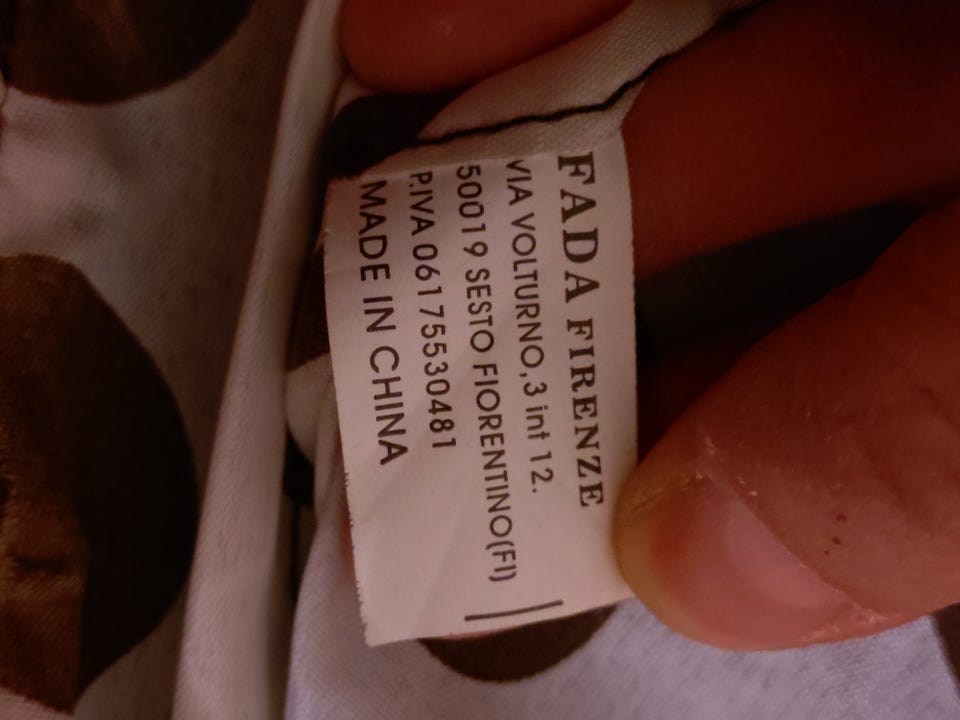 FADA FIRENZE
VIA VOLTURNO,3 int 12.
50019 SESTO FIORENTINO(FI)
P.IVA 06175530481
MADE IN CHINA